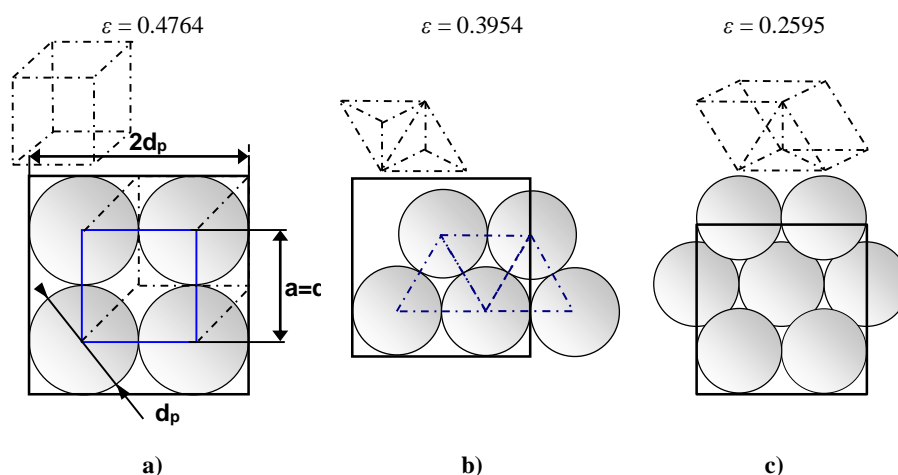 ε = 0.4764
ε = 0.3954
ε = 0.2595
2dp
a=
dp
a)
b)
c)